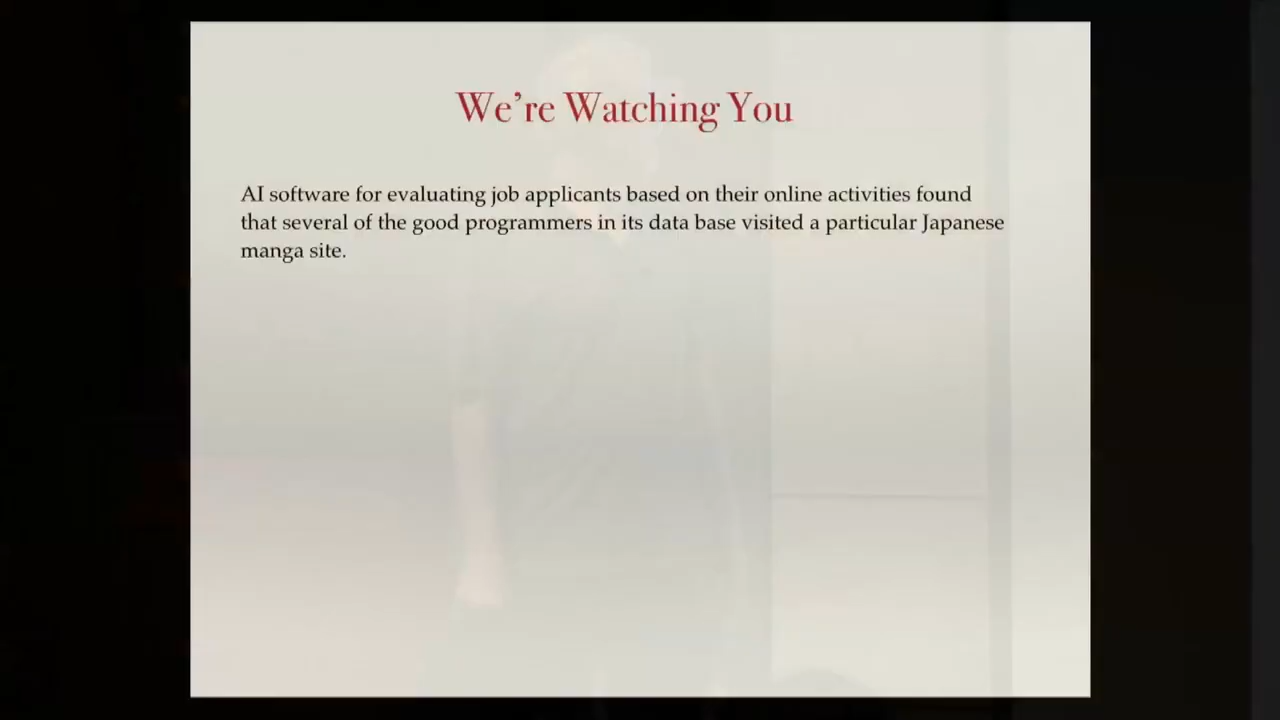 We're Watching You
AI software for evaluating job applicants based on their online activities found
that several of the good programmers in its data base visited a particular Japanese
manga site.